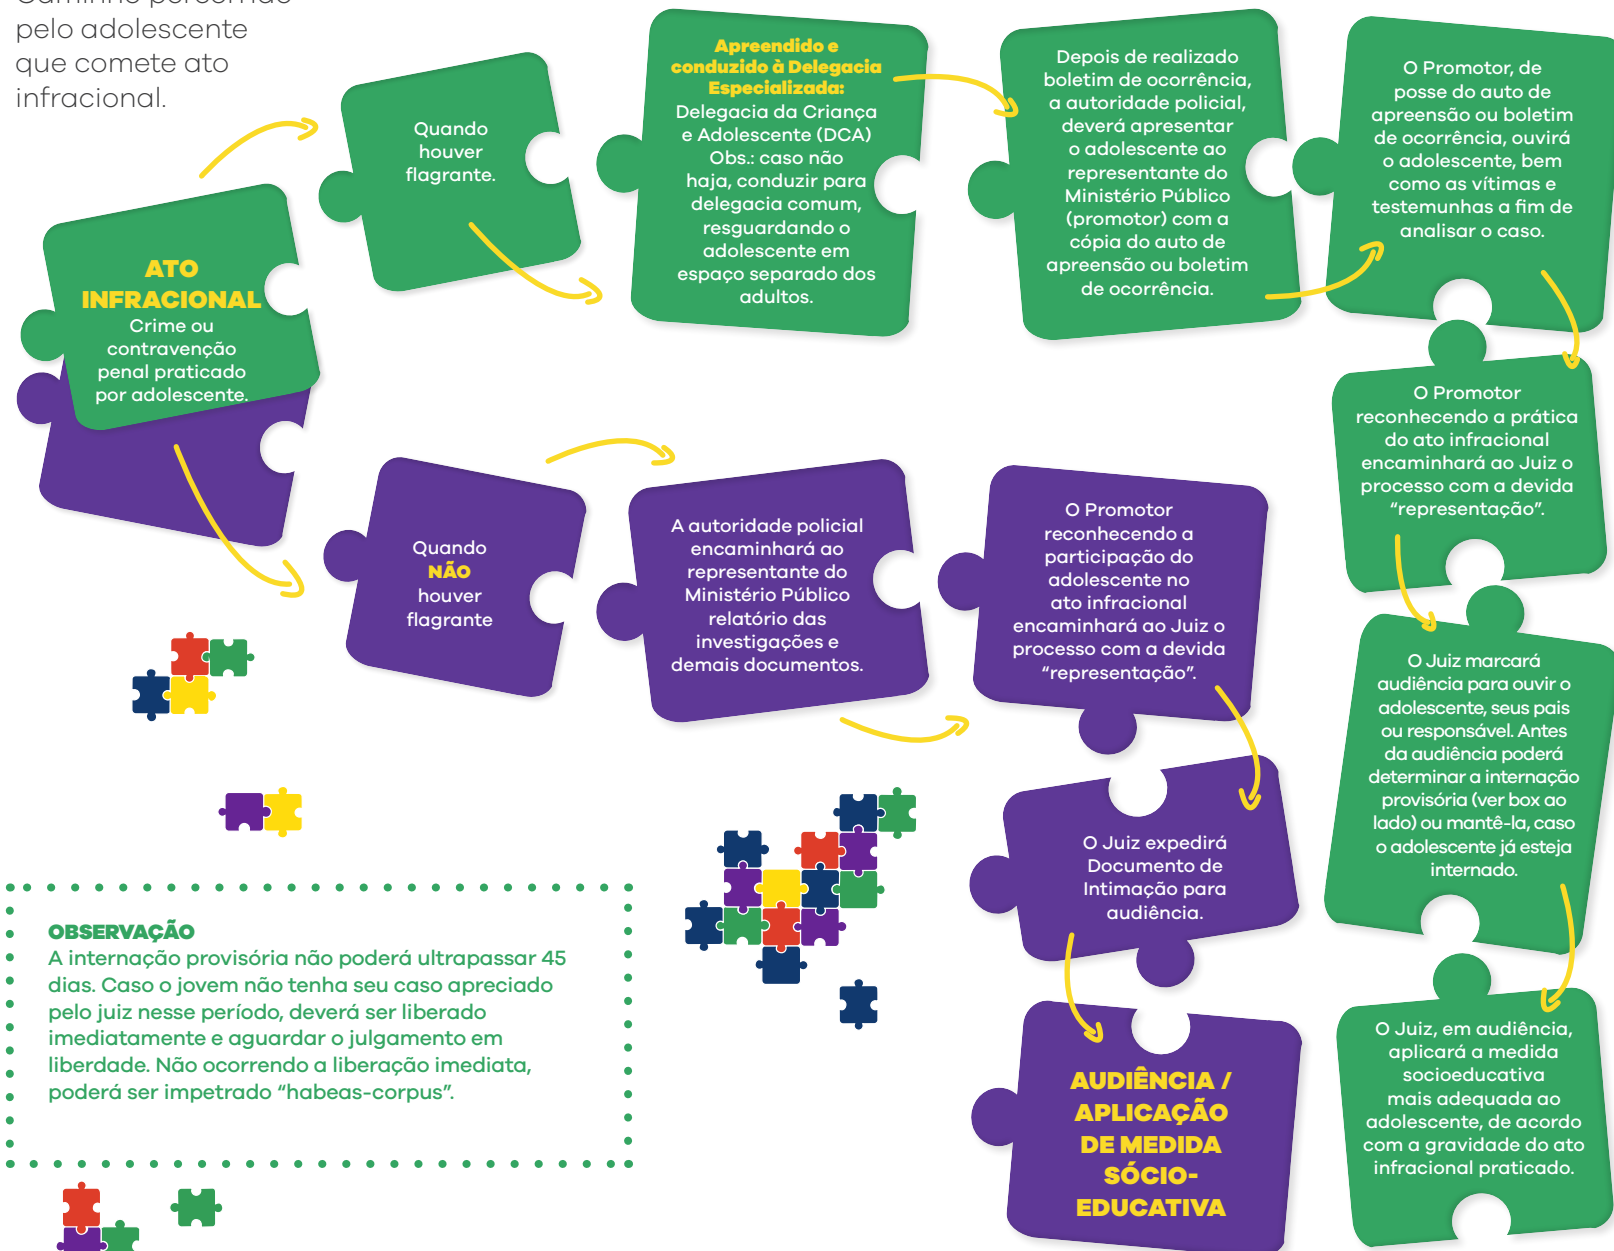 pelo adolescente
que comete ato
infracional.
ATO
INFRACIONAL
Crime ou
contravenção
penal praticado
por adolescente.
Quando
houver
flagrante.
Apreendido e
conduzido à Delegacia
Especializada:
Delegacia da Criança
e Adolescente (DCA)
Obs.: caso não
haja, conduzir para
delegacia comum,
resguardando o
adolescente em
espaço separado dos
adultos.
Depois de realizado
boletim de ocorrência,
a autoridade policial,
deverá apresentar
o adolescente ao
representante do
Ministério Público
(promotor) com a
cópia do auto de
apreensão ou boletim
de ocorrência.
O Promotor, de
posse do auto de
apreensão ou boletim
de ocorrência, ouvirá
o adolescente, bem
como as vítimas e
testemunhas a fim de
analisar o caso.
O Promotor
reconhecendo a prática
do ato infracional
encaminhará ao Juiz o
processo com a devida
“representação”.
O Juiz marcará
audiência para ouvir o
adolescente, seus pais
ou responsável. Antes
da audiência poderá
determinar a internação
provisória (ver box ao
lado) ou mantê-la, caso
o adolescente já esteja
internado.
O Juiz, em audiência,
aplicará a medida
socioeducativa
mais adequada ao
adolescente, de acordo
com a gravidade do ato
infracional praticado.
Quando
NÃO
houver
flagrante
A autoridade policial
encaminhará ao
representante do
Ministério Público
relatório das
investigações e
demais documentos.
O Promotor
reconhecendo a
participação do
adolescente no
ato infracional
encaminhará ao Juiz o
processo com a devida
“representação”.
O Juiz expedirá
Documento de
Intimação para
audiência.
AUDIÊNCIA /
APLICAÇÃO
DE MEDIDA
SÓCIO-
EDUCATIVA
OBSERVAÇÃO
A internação provisória não poderá ultrapassar 45
dias. Caso o jovem não tenha seu caso apreciado
pelo juiz nesse período, deverá ser liberado
imediatamente e aguardar o julgamento em
liberdade. Não ocorrendo a liberação imediata,
poderá ser impetrado “habeas-corpus”.